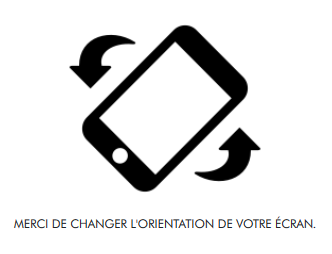 MERCI DE CHANGER L'ORIENTATION DE VOTRE ÉCRAN.